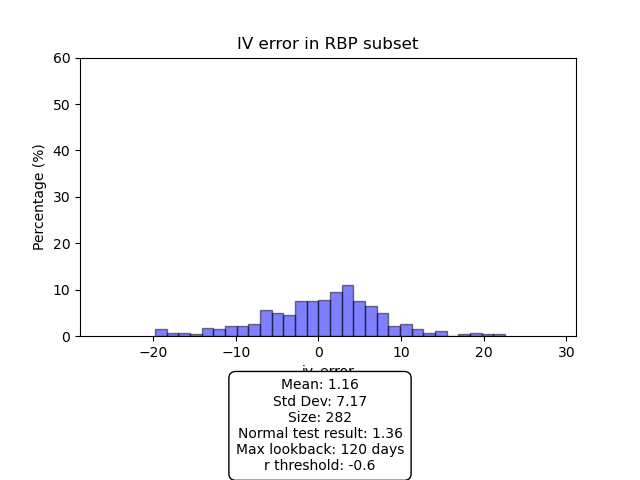 IV error in RBP subset
60
50
40
30
20
10
0
Percentage (%)
−20
−10
0
10
20
30
iv_error
Mean: 1.16
Std Dev: 7.17
Size: 282
Normal test result: 1.36
Max lookback: 120 days
r threshold: -0.6